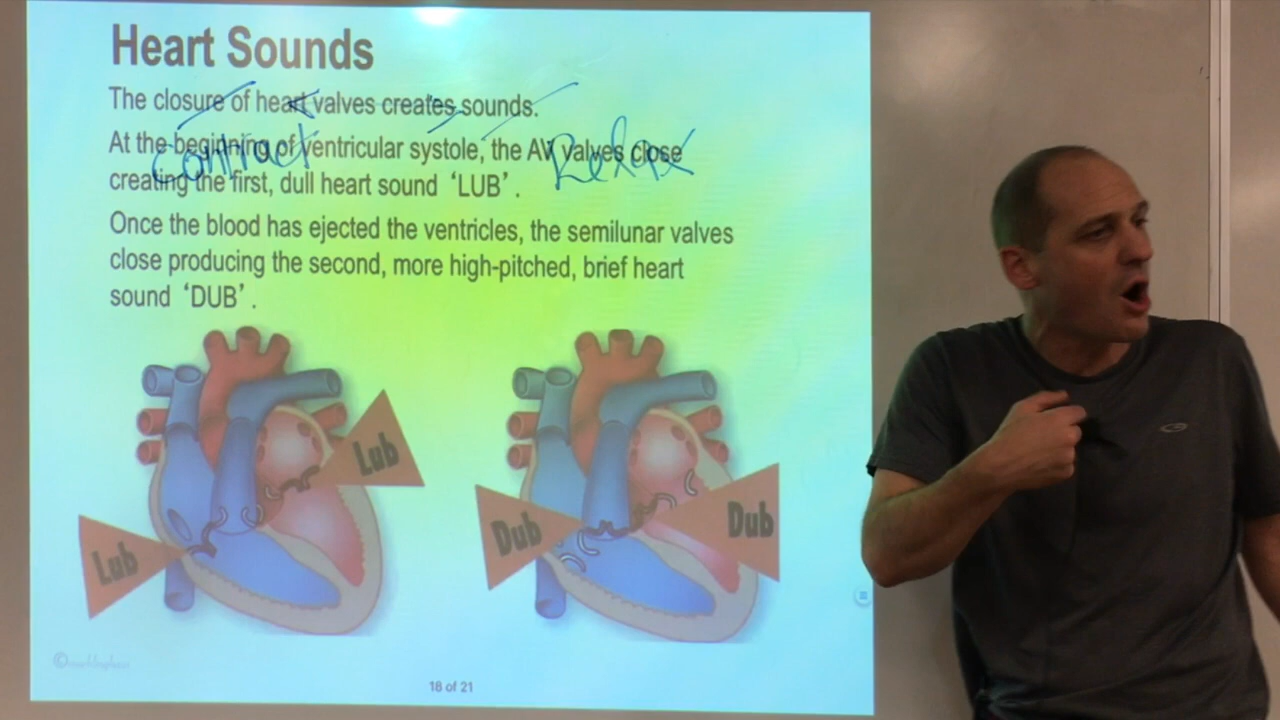 Heart Sounds
The closure of heart valves creates sounds.
At the beginning of ventricular systole, the AV valves close
Contract
Relax
creating the first, dull heart sound ‘LUB’.
Once the blood has ejected the ventricles, the semilunar valves
close producing the second, more high-pitched, brief heart
sound ‘DUB’.
Lub
Lub
Dub
Dub
18 of 21